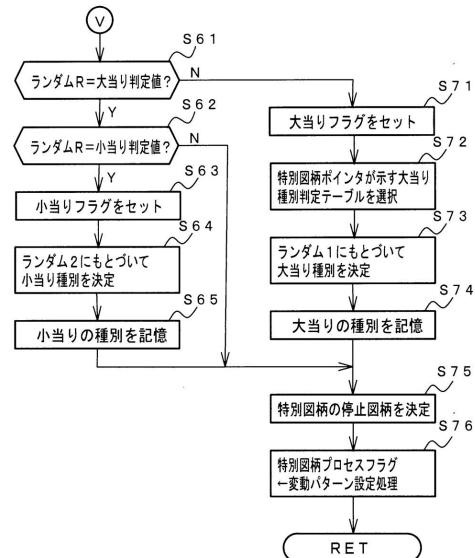 V
S61
ランダムR=大当り判定値?
N
Y
S62
ランダムR=小当り判定値?
N
Y
S63
小当りフラグをセット
S64
ランダム2にもとづいて
小当り種別を決定
S65
小当りの種別を記憶
S71
大当りフラグをセット
S72
特別図柄ポインタが示す大当り
種別判定テーブルを選択
S73
ランダム1にもとづいて
大当り種別を決定
S74
大当りの種別を記憶
S75
特別図柄の停止図柄を決定
S76
特別図柄プロセスフラグ
←変動パターン設定処理
RET